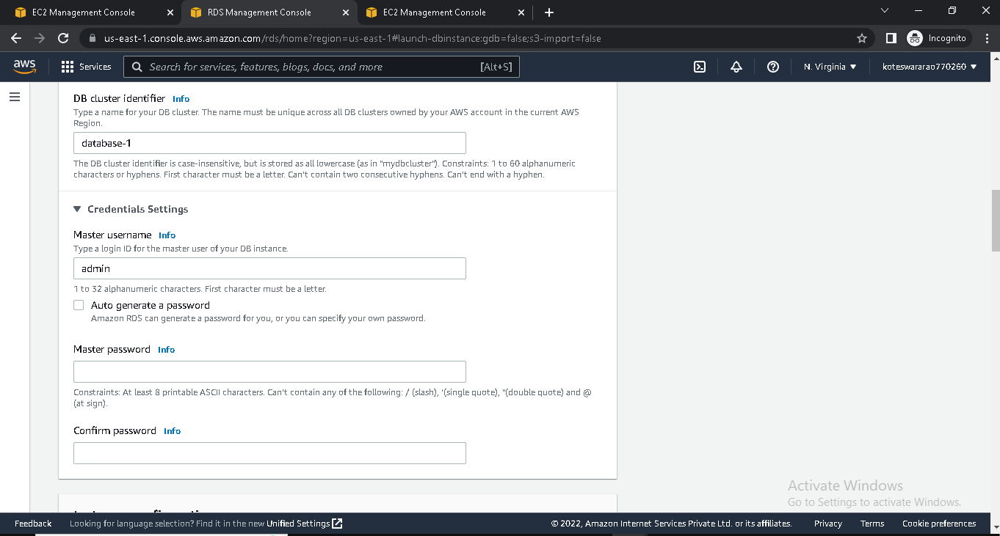 EC2 Management Console
RDS Management Console
EC2 Management Console
us-east-1.console.aws.amazon.com/rds/home?region=us-east-1#launch-dbinstance:gdb=false;s3-import=false
Incognito
aws
Services
Search for services, features, blogs, docs, and more
[Alt+S]
N. Virginia
koteswararao770260
DB cluster identifier Info
Type a name for your DB cluster. The name must be unique across all DB clusters owned by your AWS account in the current AWS
Region.
database-1
The DB cluster identifier is case-insensitive, but is stored as all lowercase (as in "mydbcluster"). Constraints: 1 to 60 alphanumeric
characters or hyphens. First character must be a letter. Can't contain two consecutive hyphens. Can't end with a hyphen.
Credentials Settings
Master username Info
Type a login ID for the master user of your DB instance.
admin
1 to 32 alphanumeric characters. First character must be a letter.
Auto generate a password
Amazon RDS can generate a password for you, or you can specify your own password.
Master password Info
Constraints: At least 8 printable ASCII characters. Can't contain any of the following: / (slash), '(single quote), "(double quote) and @
(at sign).
Confirm password Info
Activate Windows
Go to Settings to activate Windows.
Feedback
Looking for language selection? Find it in the new Unified Settings
© 2022, Amazon Internet Services Private Ltd. or its affiliates.
Privacy
Terms
Cookie preferences